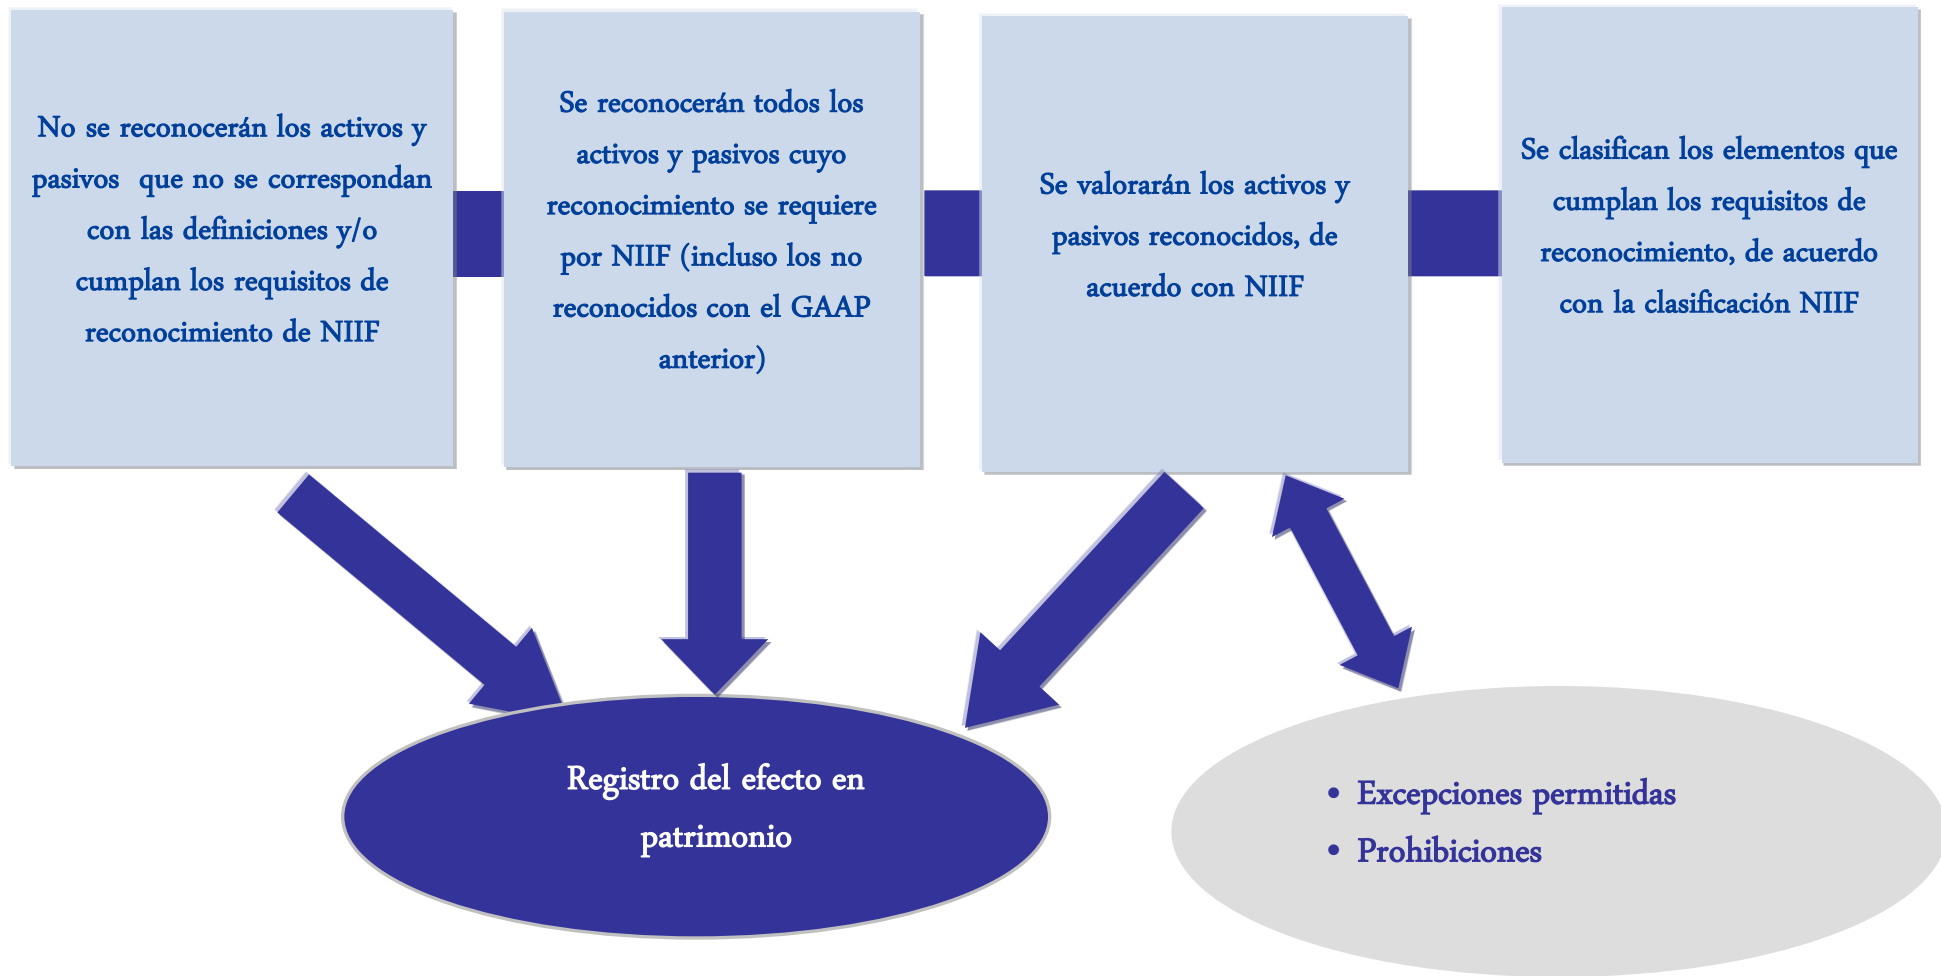 No se reconocerán los activos y
pasivos que no se correspondan
con las definiciones y/o
cumplan los requisitos de
reconocimiento de NIIF
Se reconocerán todos los
activos y pasivos cuyo
reconocimiento se requiere
por NIIF (incluso los no
reconocidos con el GAAP
anterior)
Se valorarán los activos y
pasivos reconocidos, de
acuerdo con NIIF
Se clasifican los elementos que
cumplan los requisitos de
reconocimiento, de acuerdo
con la clasificación NIIF
Registro del efecto en
patrimonio
• Excepciones permitidas
• Prohibiciones